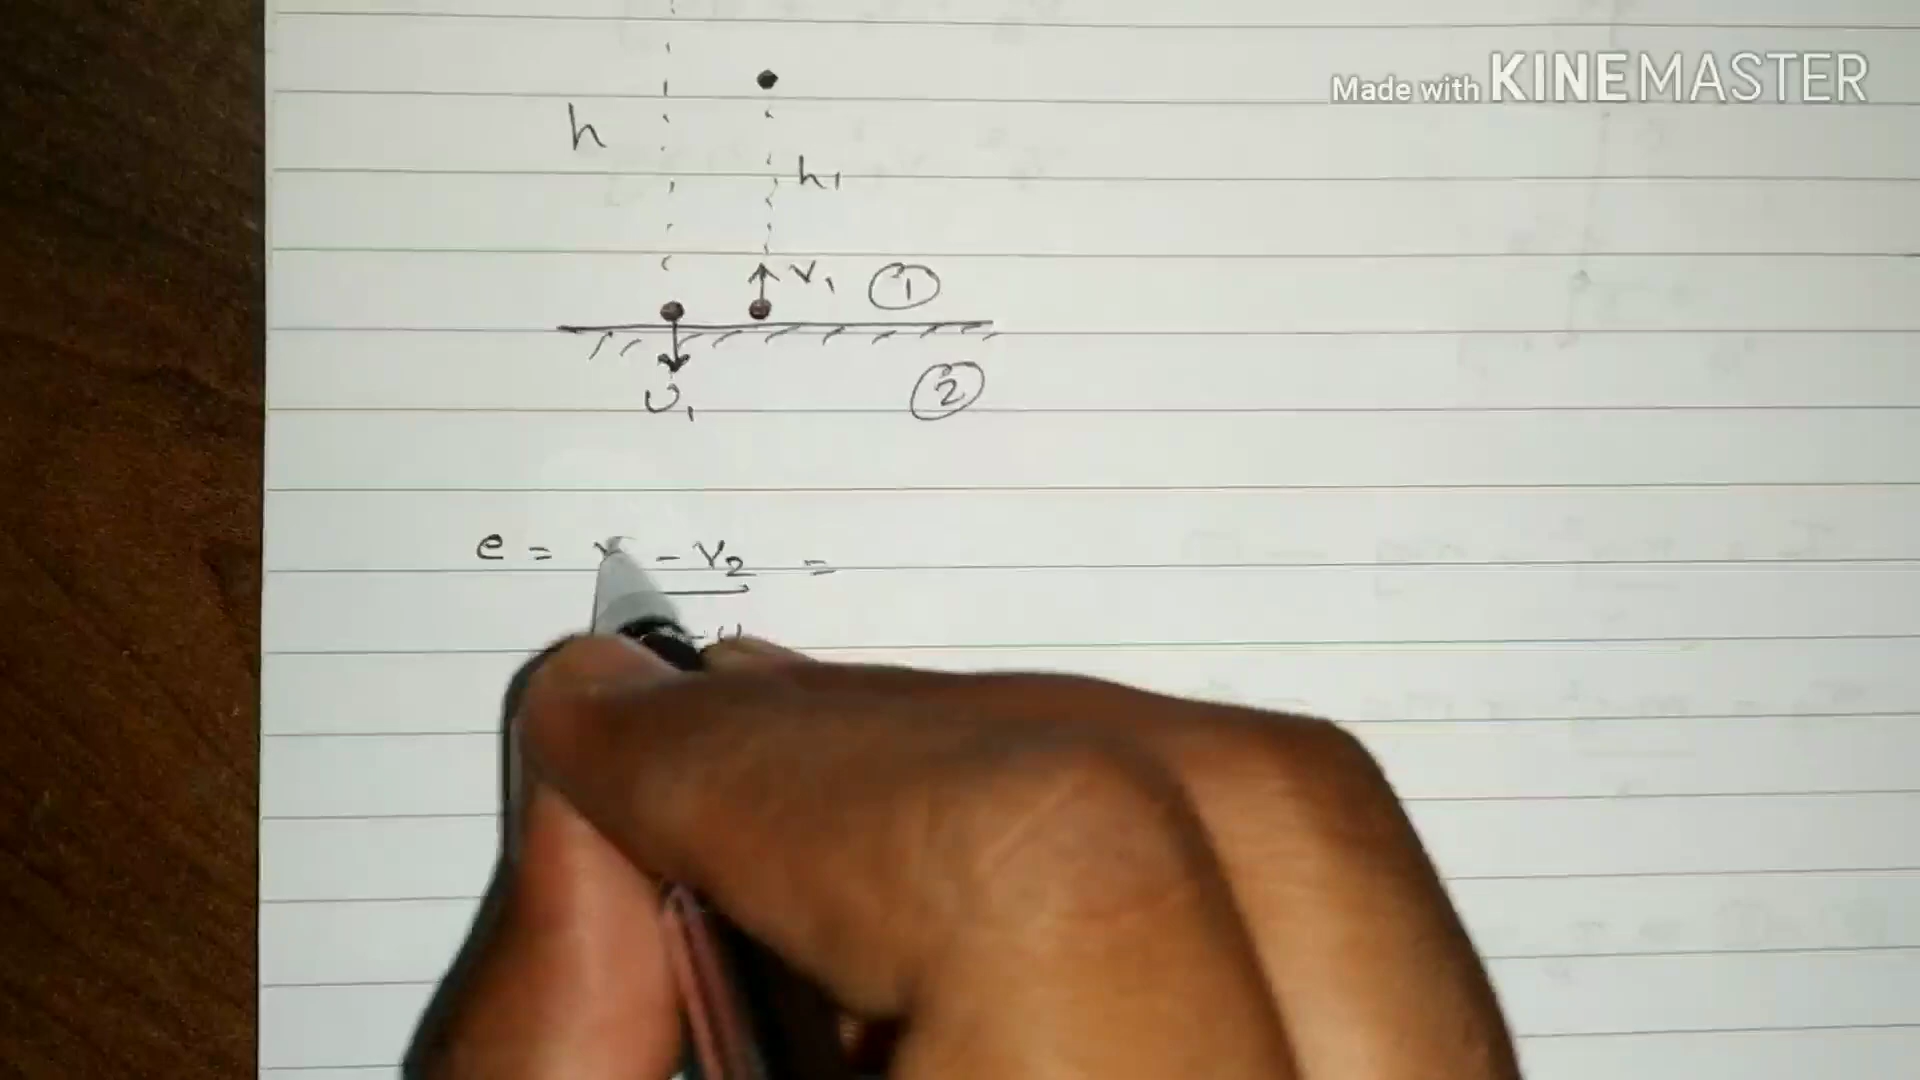 Made with KINEMASTER
h
h1
v1 1
u1 2
e = - v2 =
- u